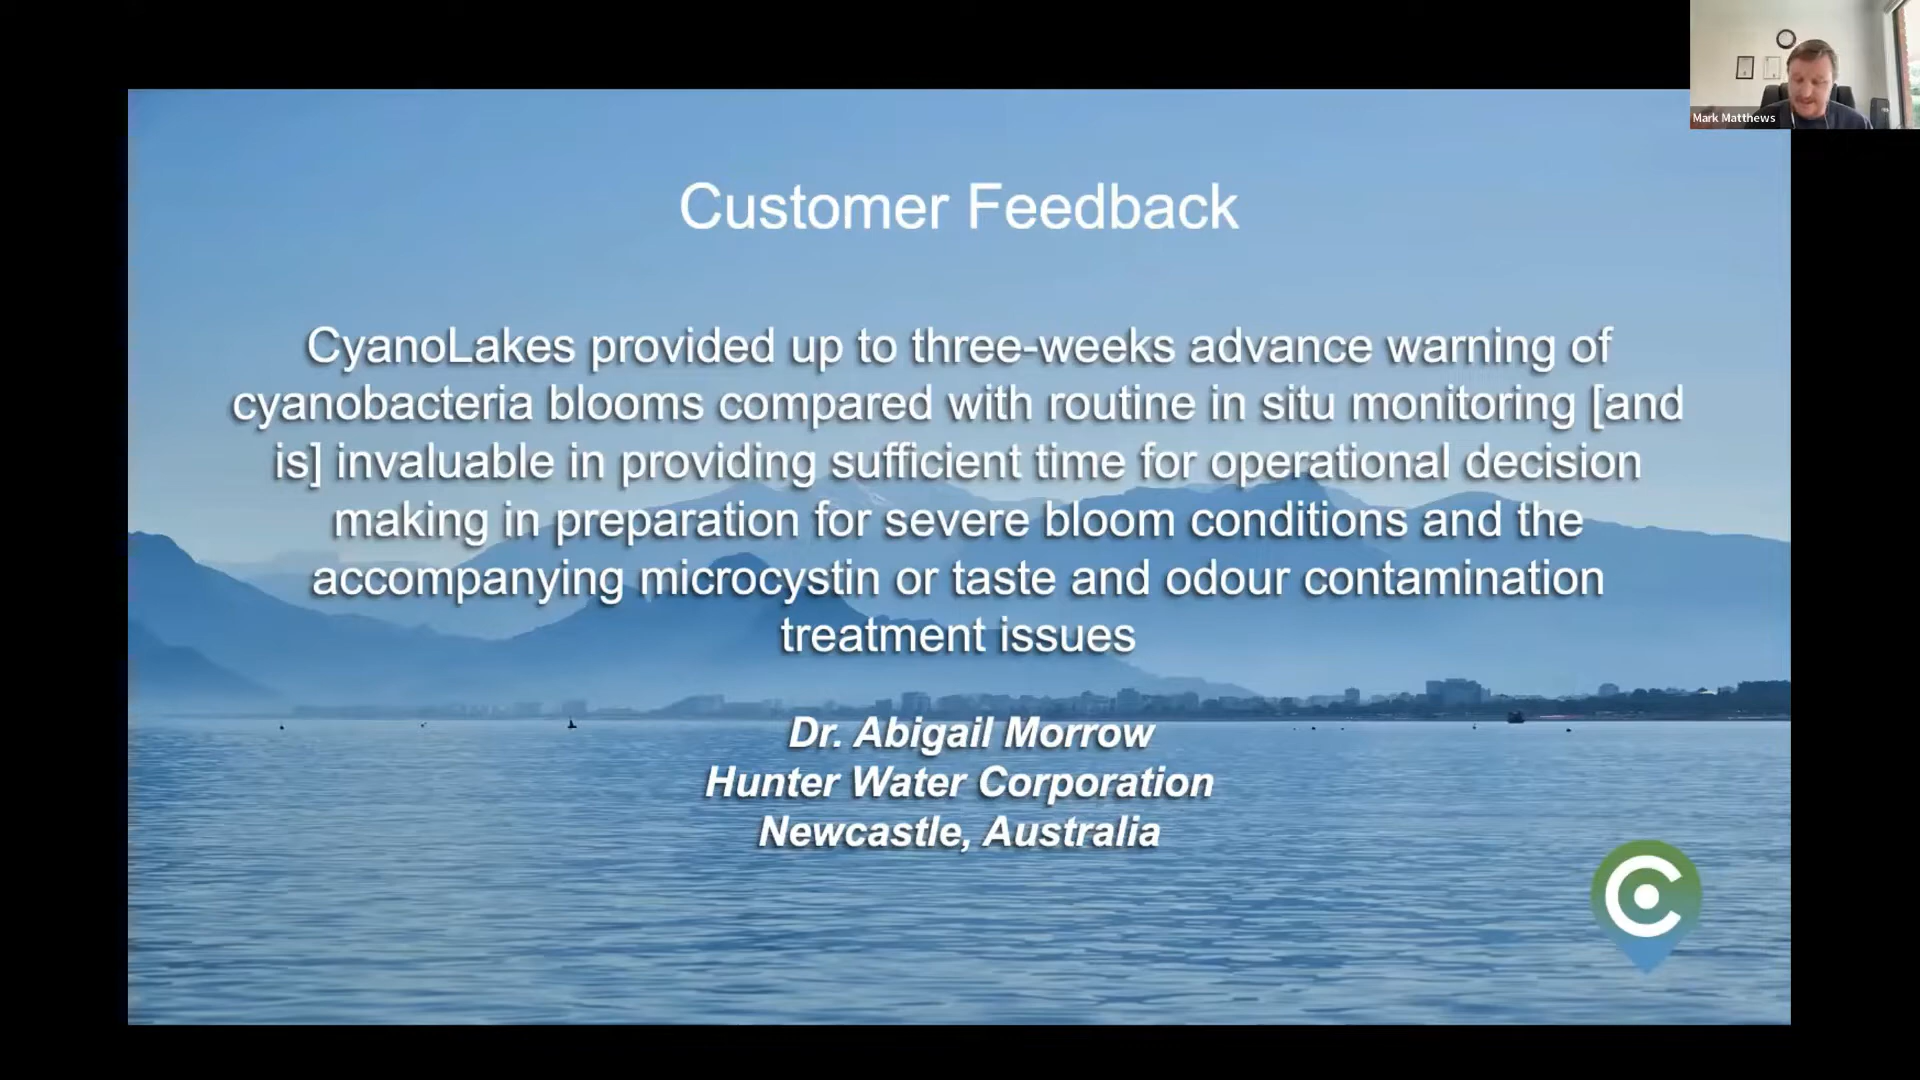 Mark Matthews
Customer Feedback
CyanoLakes provided up to three-weeks advance warning of
cyanobacteria blooms compared with routine in situ monitoring [and
is] invaluable in providing sufficient time for operational decision
making in preparation for severe bloom conditions and the
accompanying microcystin or taste and odour contamination
treatment issues
Dr. Abigail Morrow
Hunter Water Corporation
Newcastle, Australia